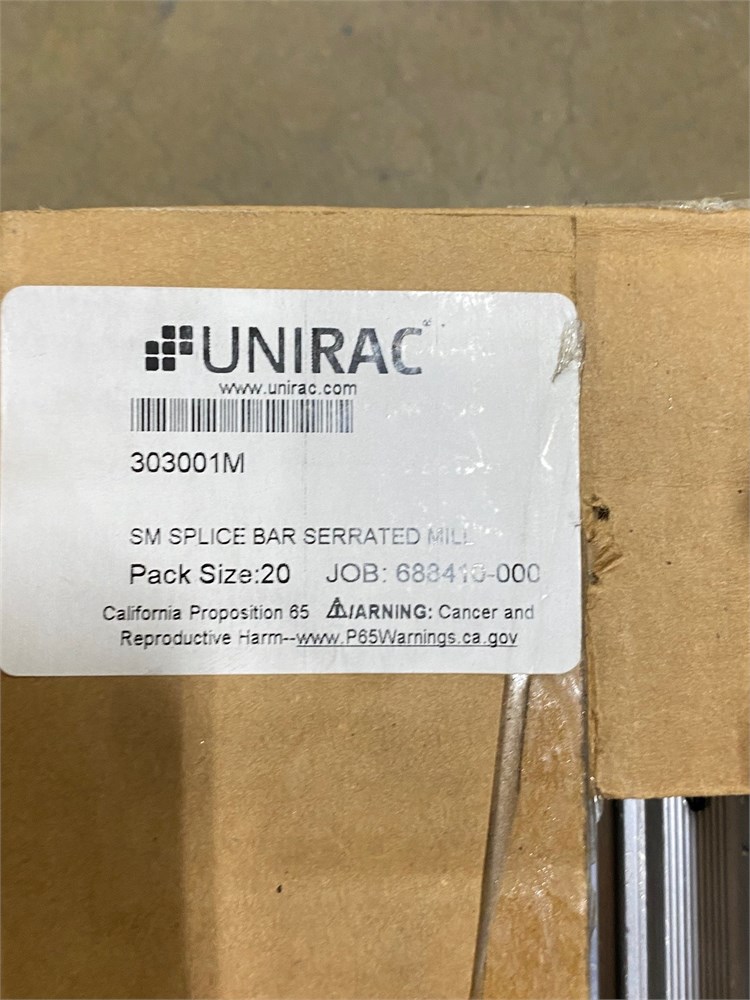 UNIRAC
www.unirac.com
303001M
SM SPLICE BAR SERRATED MILL
Pack Size:20 JOB:
California Proposition 65 ⚠WARNING: Cancer and
Reproductive Harm--www.P65Warnings.ca.gov